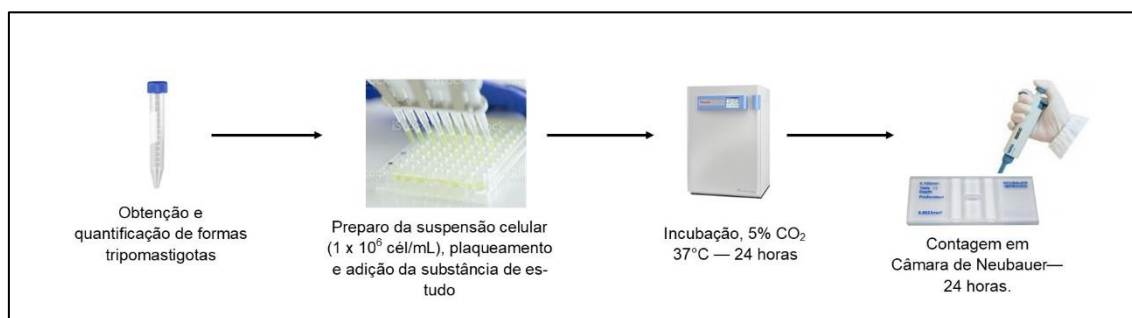 Obtenção e
quantificação de formas
tripomastigotas
Preparo da suspensão celular
(1 x 10⁶ cél/mL), plaqueamento
e adição da substância de es-
tudo
Incubação, 5% CO₂
37°C — 24 horas
Contagem em
Câmara de Neubauer—
24 horas.